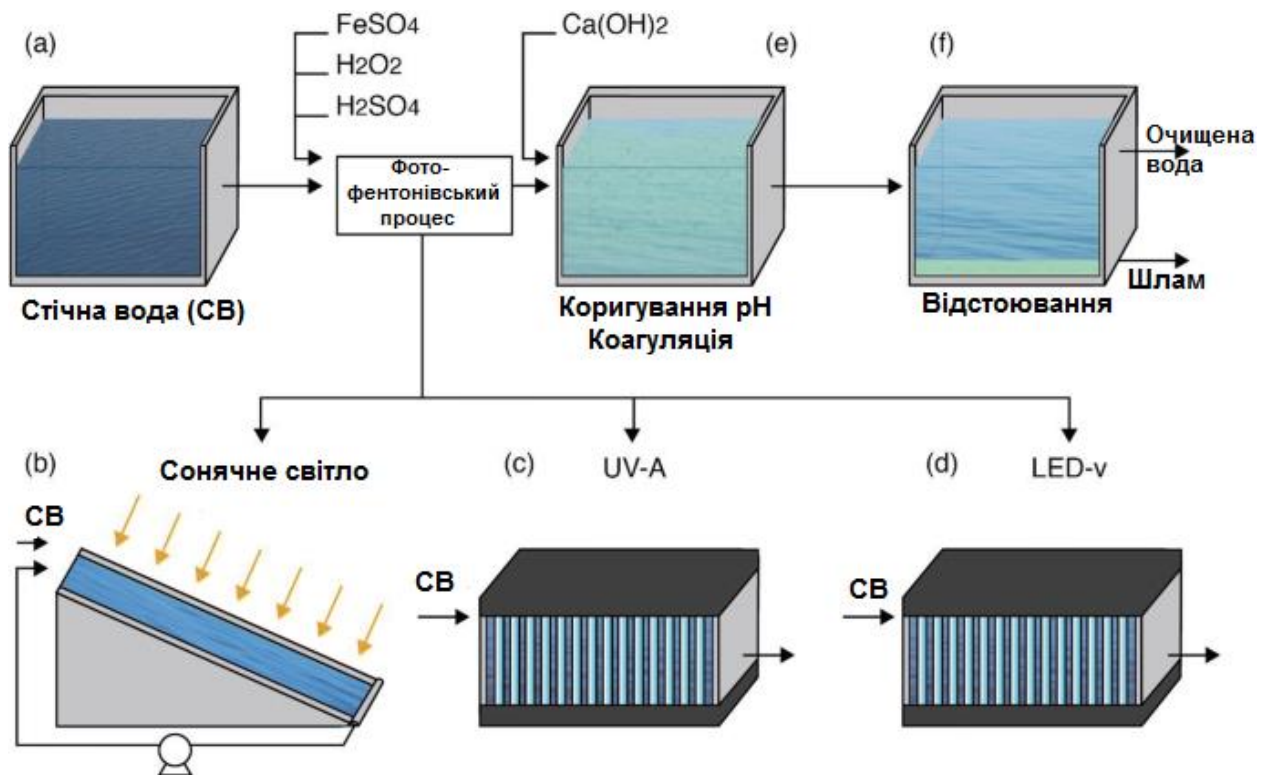 (a)
FeSO4
H2O2
H2SO4
Ca(OH)2
(e)
(f)
Фото-
фентонівський
процес
Очищена
вода
Шлам
Стічна вода (СВ)
Коригування pH
Коагуляція
Відстоювання
(b)
Сонячне світло
(c)
UV-A
(d)
LED-v
СВ
СВ
СВ